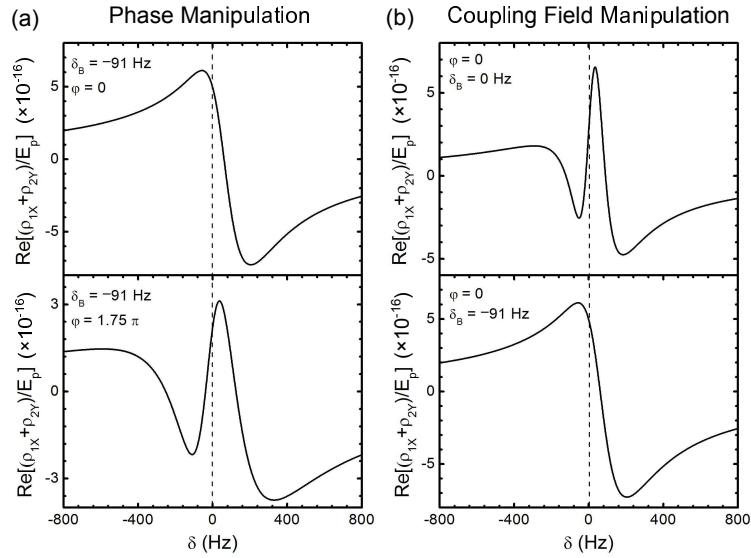 (a) Phase Manipulation
δB = −91 Hz
φ = 0
Re[(ρ1X+ρ2Y)/Ep] (×10-16)
5
0
-5
δB = −91 Hz
φ = 1.75 π
Re[(ρ1X+ρ2Y)/Ep] (×10-16)
3
0
-3
-800 -400 0 400 800
δ (Hz)
(b) Coupling Field Manipulation
φ = 0
δB = 0 Hz
Re[(ρ1X+ρ2Y)/Ep] (×10-16)
5
0
-5
φ = 0
δB = −91 Hz
Re[(ρ1X+ρ2Y)/Ep] (×10-16)
5
0
-5
-800 -400 0 400 800
δ (Hz)